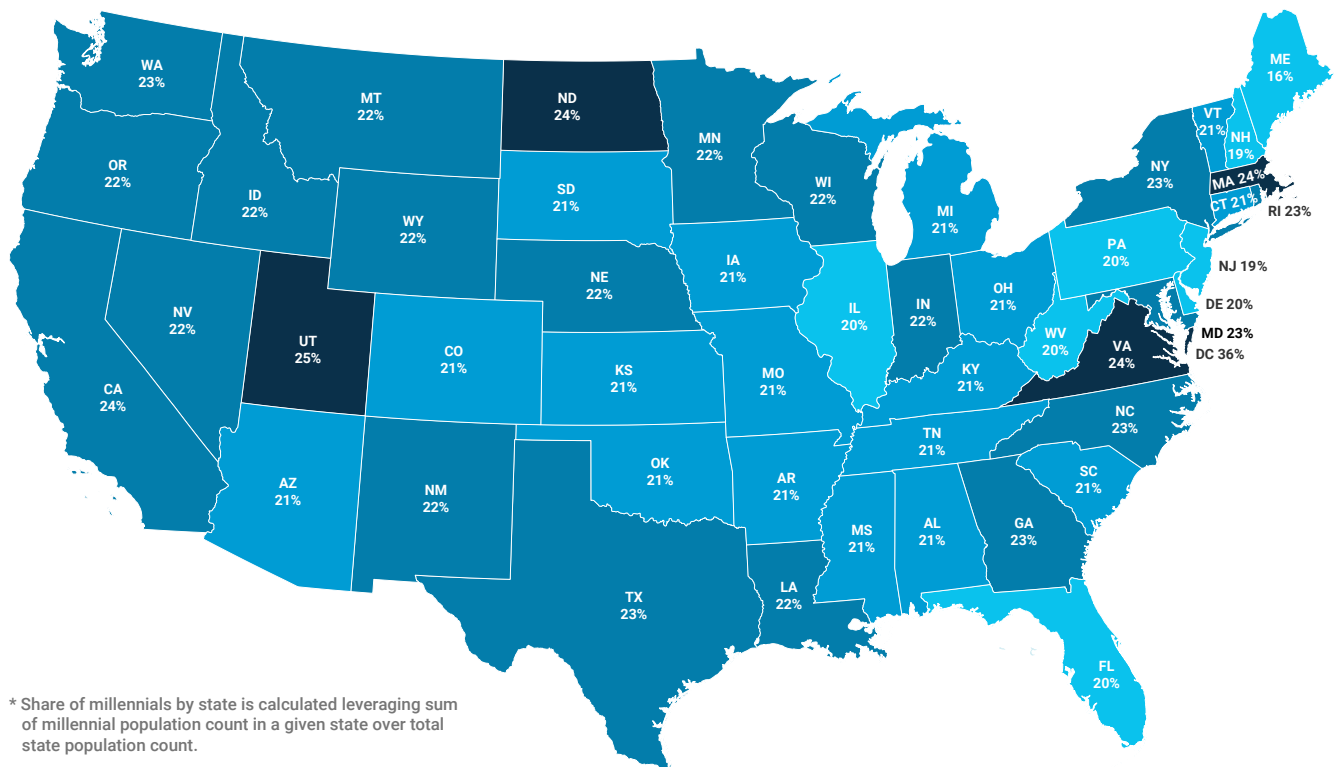 WA
23%
MT
22%
ND
24%
MN
22%
ME
16%
VT
21%
NH
19%
OR
22%
ID
22%
WY
22%
SD
21%
WI
22%
MI
21%
NY
23%
MA 24%
CT 21%
RI 23%
NV
22%
UT
25%
CO
21%
NE
22%
IA
21%
IL
20%
IN
22%
OH
21%
PA
20%
NJ 19%
DE 20%
MD 23%
DC 36%
WV
20%
VA
24%
CA
24%
KS
21%
MO
21%
KY
21%
NC
23%
TN
21%
SC
21%
AZ
21%
NM
22%
OK
21%
AR
21%
MS
21%
AL
21%
GA
23%
TX
23%
LA
22%
FL
20%
* Share of millennials by state is calculated leveraging sum
of millennial population count in a given state over total
state population count.